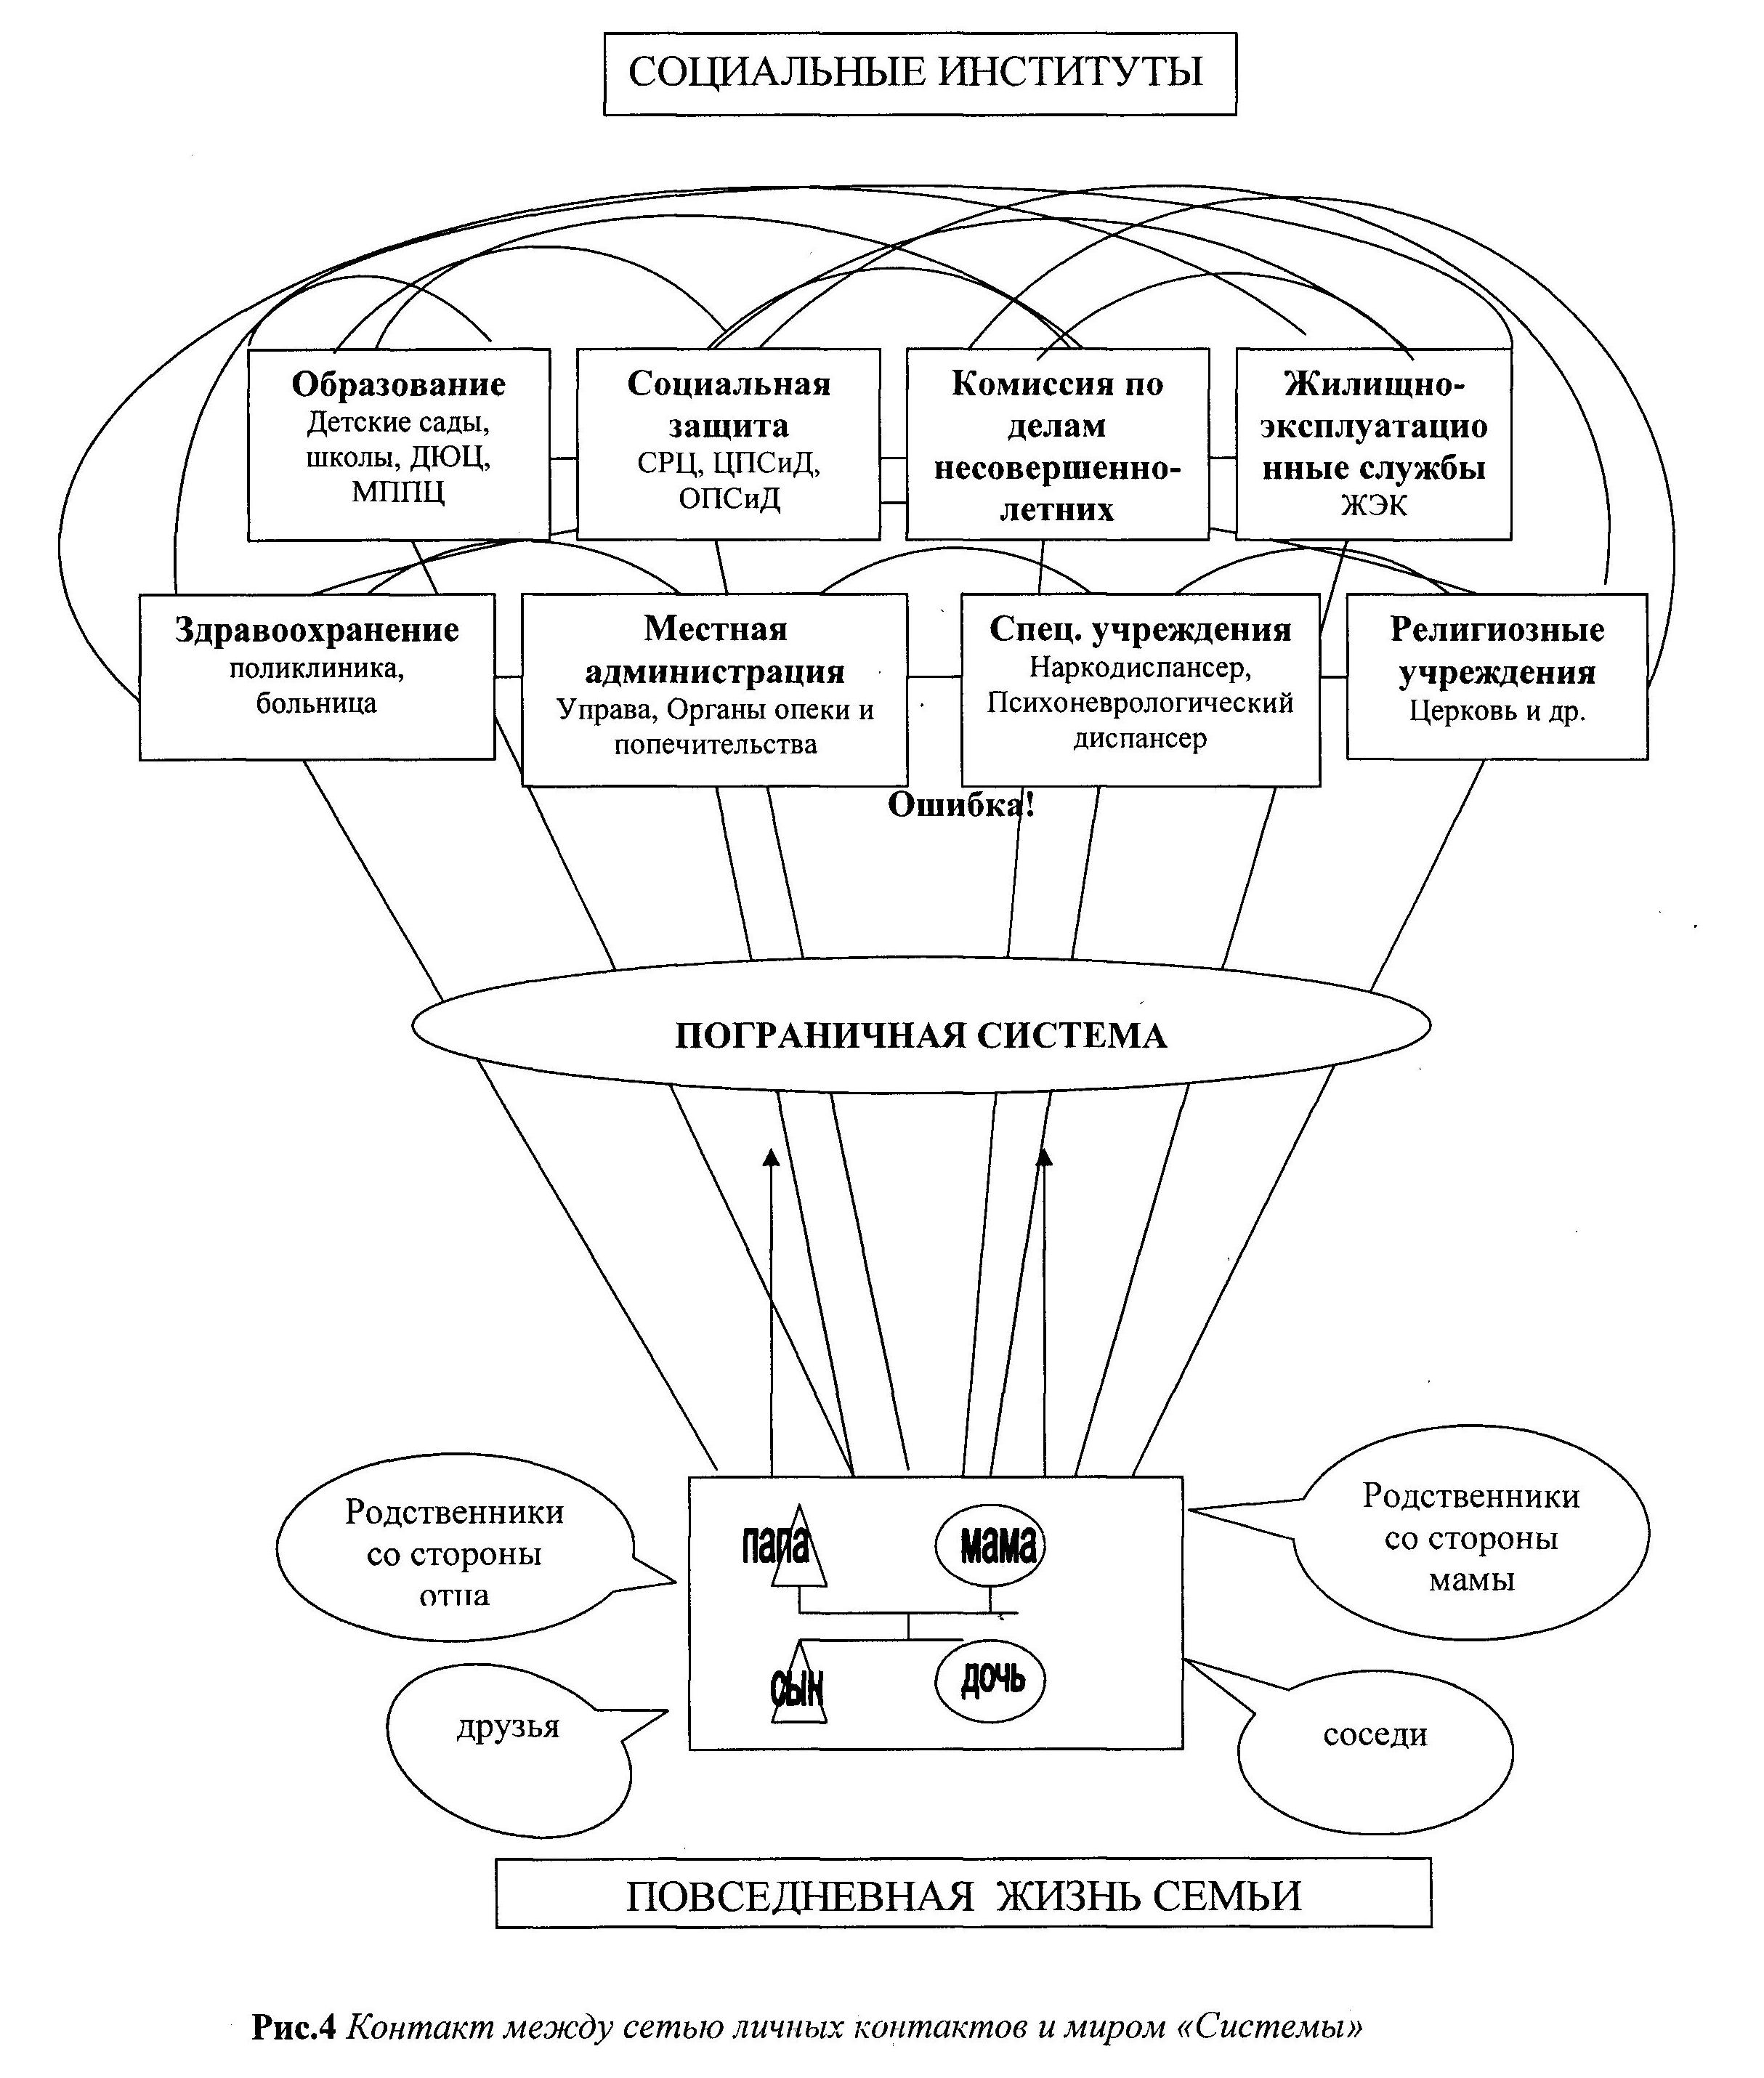 СОЦИАЛЬНЫЕ ИНСТИТУТЫ
Образование
Детские сады,
школы, ДЮЦ,
МППЦ
Социальная
защита
СРЦ, ЦПСиД,
ОПСиД
Комиссия по
делам
несовершенно-
летних
Жилищно-
эксплуатацио
нные службы
ЖЭК
Здравоохранение
поликлиника,
больница
Местная
администрация
Управа, Органы опеки и
попечительства
Спец. учреждения
Наркодиспансер,
Психоневрологический
диспансер
Религиозные
учреждения
Церковь и др.
Ошибка!
ПОГРАНИЧНАЯ СИСТЕМА
Родственники
со стороны
отца
папа
мама
Родственники
со стороны
мамы
друзья
сын
дочь
соседи
ПОВСЕДНЕВНАЯ ЖИЗНЬ СЕМЬИ
Рис.4 Контакт между сетью личных контактов и миром «Системы»